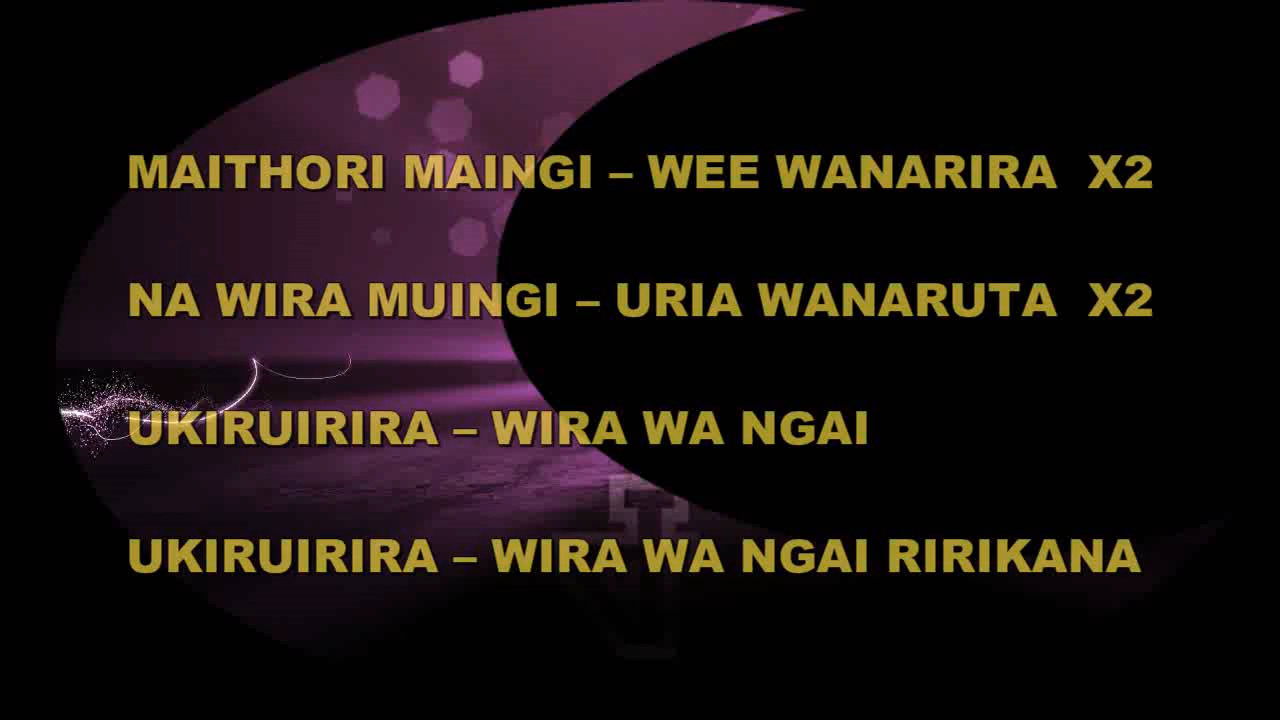 MAITHORI MAINGI – WEE WANARIRA X2
NA WIRA MUINGI – URIA WANARUTA X2
UKIRUIRIRA – WIRA WA NGAI
UKIRUIRIRA – WIRA WA NGAI RIRIKANA